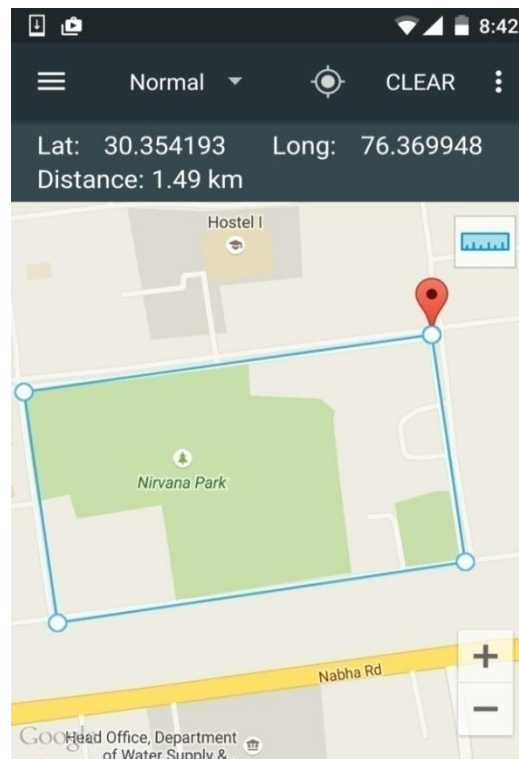 8:42
Normal
CLEAR
Lat: 30.354193 Long: 76.369948
Distance: 1.49 km
Hostel I
Nirvana Park
Nabha Rd
Google
Head Office, Department
of Water Supply &